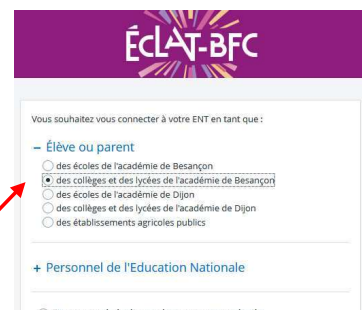 ÉCLAT-BFC
Vous souhaitez vous connecter à votre ENT en tant que :
– Élève ou parent
des écoles de l'académie de Besançon
des collèges et des lycées de l'académie de Besançon
des écoles de l'académie de Dijon
des collèges et des lycées de l'académie de Dijon
des établissements agricoles publics
+ Personnel de l'Education Nationale